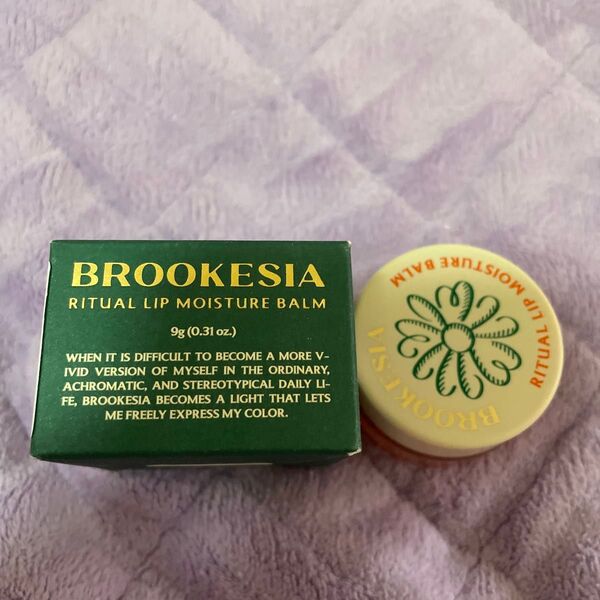 BROOKESIA
RITUAL LIP MOISTURE BALM
9g (0.31 oz.)
WHEN IT IS DIFFICULT TO BECOME A MORE V-
IVID VERSION OF MYSELF IN THE ORDINARY,
ACHROMATIC, AND STEREOTYPICAL DAILY LI-
FE, BROOKESIA BECOMES A LIGHT THAT LETS
ME FREELY EXPRESS MY COLOR.
RITUAL LIP MOISTURE BALM
BROOKESIA